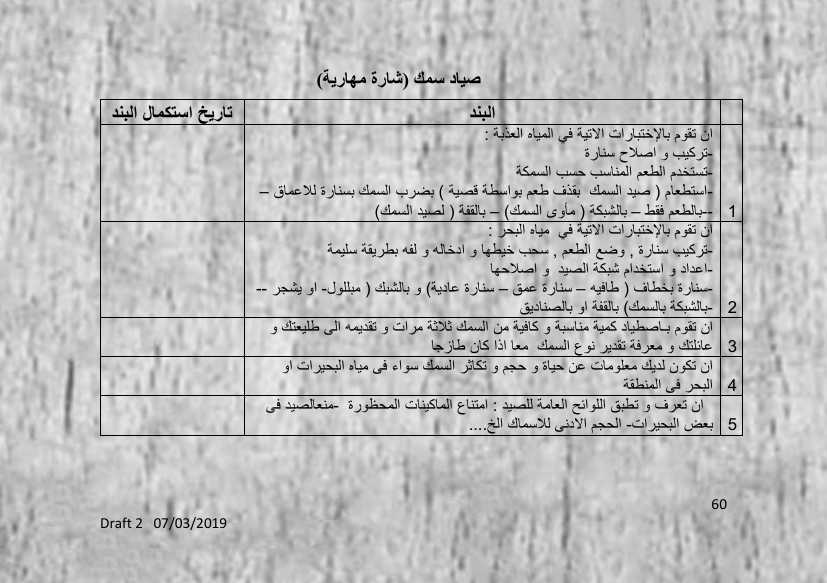 صياد سمك (شارة مهارية)
البند
تاريخ استكمال البند
ان تقوم بالإختبارات الاتية في المياه العذبة :
-تركيب و اصلاح سنارة
-تستخدم الطعم المناسب حسب السمكة
-استطعام ( صيد السمك بقذف طعم بواسطة قصبة ) بضرب السمك بسنارة للاعماق –
--بالطعم فقط – بالشبكة ( مأوى السمك) – بالقفة ( لصيد السمك)
1
ان تقوم بالإختبارات الاتية في مياه البحر :
-تركيب سنارة , وضع الطعم , سحب خيطها و ادخاله و لفه بطريقة سليمة
-اعداد و استخدام شبكة الصيد و اصلاحها
-سنارة بخطاف ( طافيه – سنارة عمق – سنارة عادية) و بالشبك ( مبللول- او يشجر --
-بالشبكة بالسمك) بالقفة او بالصناديق
2
ان تقوم باصطياد كمية مناسبة و كافية من السمك ثلاثة مرات و تقديمه الى طليعتك و
عائلتك و معرفة تقدير نوع السمك معا اذا كان طازجا
3
ان تكون لديك معلومات عن حياة و حجم و تكاثر السمك سواء فى مياه البحيرات او
البحر فى المنطقة
4
ان تعرف و تطبق اللوائح العامة للصيد : امتناع الماكينات المحظورة -منعالصيد فى
بعض البحيرات- الحجم الادنى للاسماك الخ....
5
60
Draft 2 07/03/2019